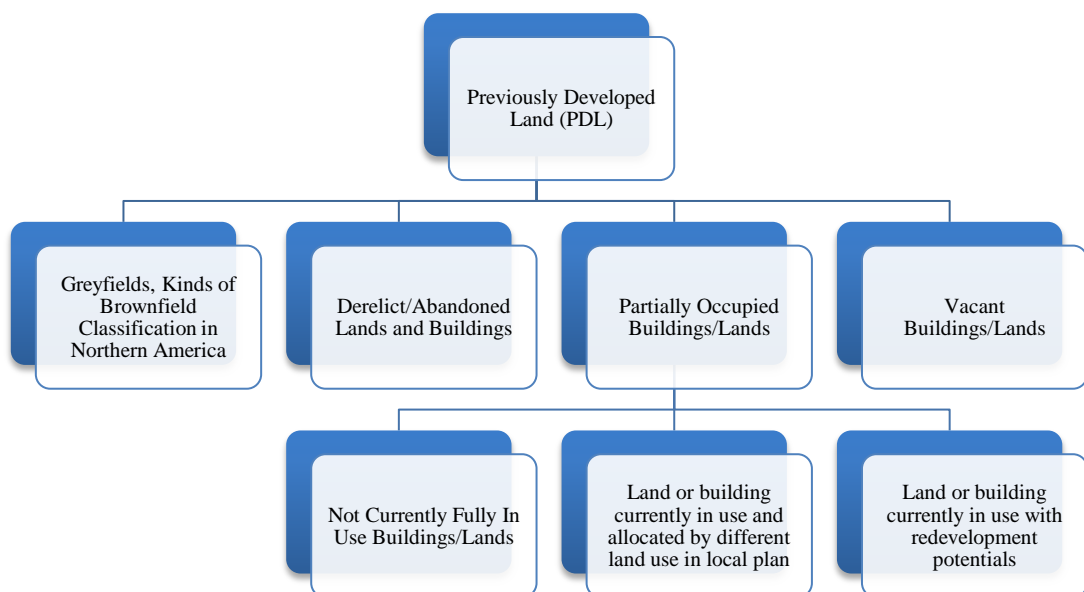 Previously Developed
Land (PDL)
Greyfields, Kinds of
Brownfield
Classification in
Northern America
Derelict/Abandoned
Lands and Buildings
Partially Occupied
Buildings/Lands
Vacant
Buildings/Lands
Not Currently Fully In
Use Buildings/Lands
Land or building
currently in use and
allocated by different
land use in local plan
Land or building
currently in use with
redevelopment
potentials